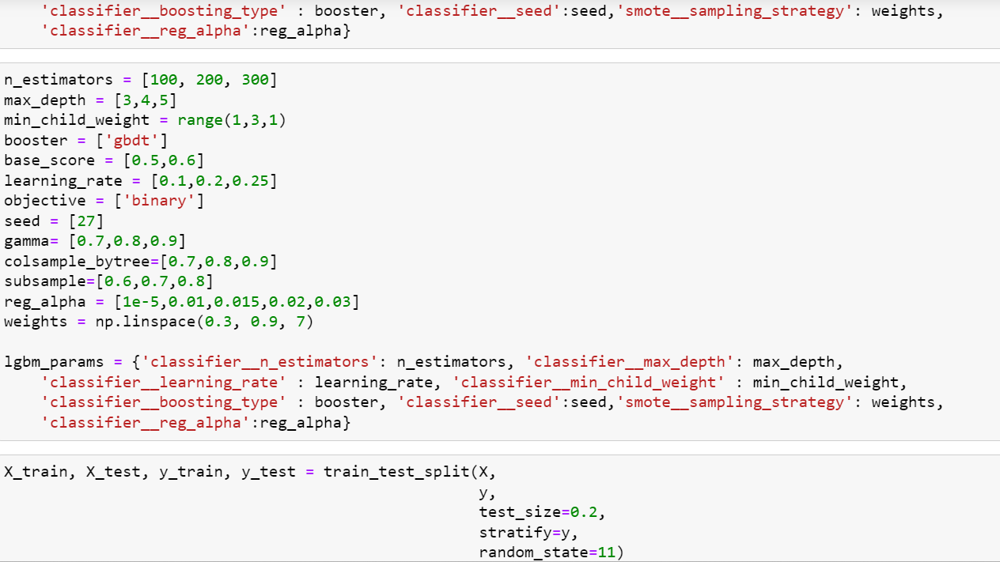 'classifier__boosting_type' : booster, 'classifier__seed':seed,'smote__sampling_strategy': weights,
'classifier__reg_alpha':reg_alpha}
n_estimators = [100, 200, 300]
max_depth = [3,4,5]
min_child_weight = range(1,3,1)
booster = ['gbdt']
base_score = [0.5,0.6]
learning_rate = [0.1,0.2,0.25]
objective = ['binary']
seed = [27]
gamma= [0.7,0.8,0.9]
colsample_bytree=[0.7,0.8,0.9]
subsample=[0.6,0.7,0.8]
reg_alpha = [1e-5,0.01,0.015,0.02,0.03]
weights = np.linspace(0.3, 0.9, 7)
lgbm_params = {'classifier__n_estimators': n_estimators, 'classifier__max_depth': max_depth,
'classifier__learning_rate' : learning_rate, 'classifier__min_child_weight' : min_child_weight,
'classifier__boosting_type' : booster, 'classifier__seed':seed,'smote__sampling_strategy': weights,
'classifier__reg_alpha':reg_alpha}
X_train, X_test, y_train, y_test = train_test_split(X,
y,
test_size=0.2,
stratify=y,
random_state=11)